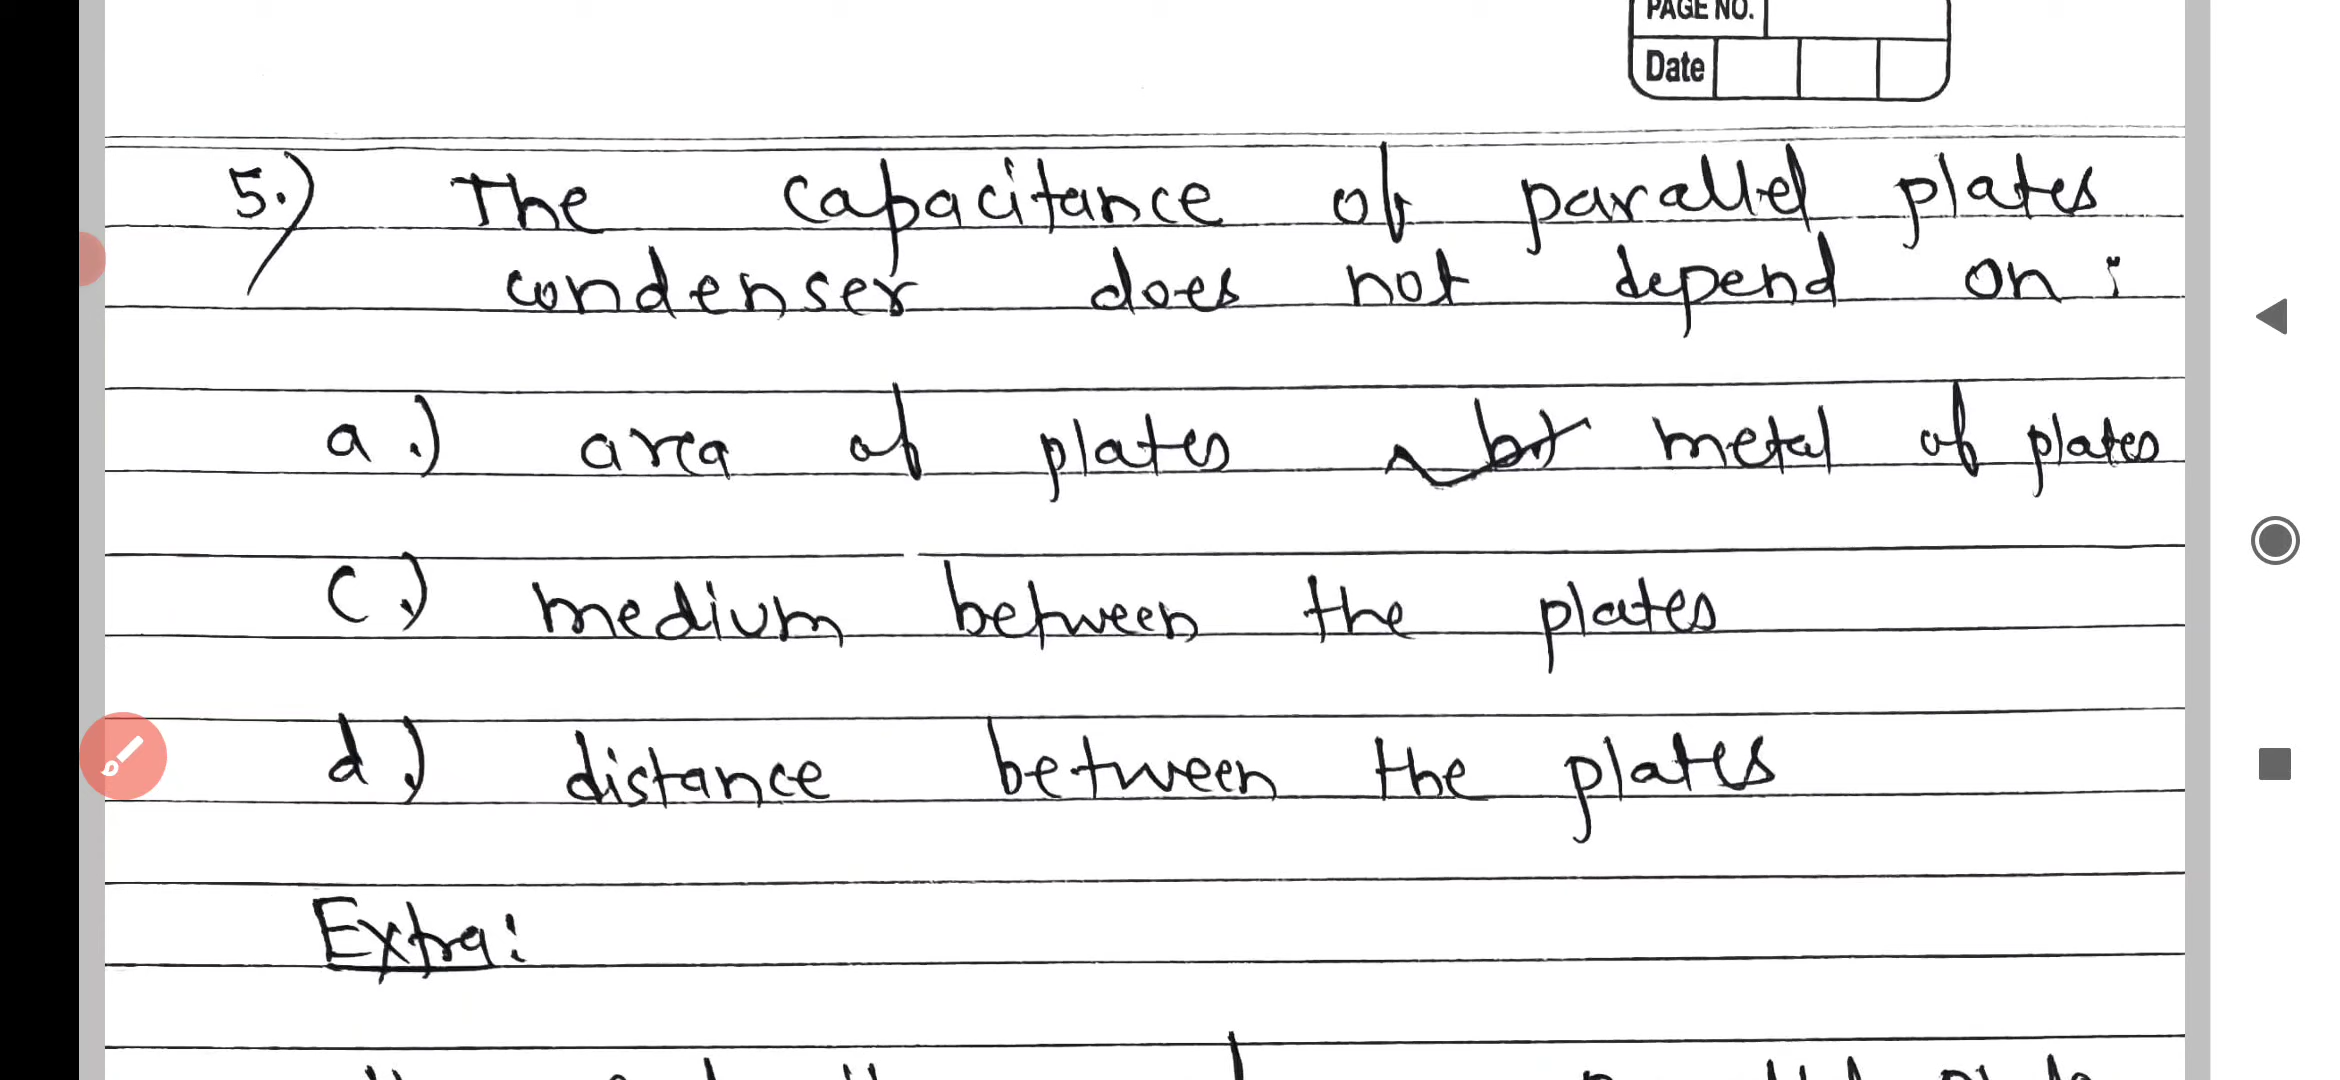 PAGE NO.
Date
5.) The capacitance of parallel plates
condenser does not depend on :
a.) area of plates b) metal of plates
c.) medium between the plates
d.) distance between the plates
Extra: